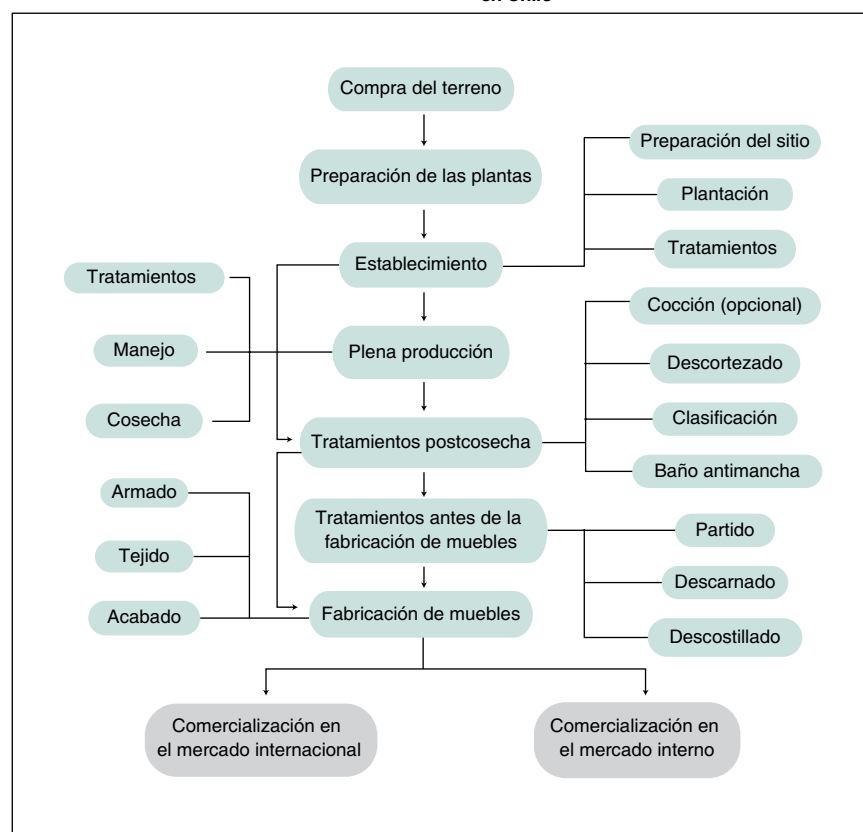 Compra del terreno
Preparación de las plantas
Preparación del sitio
Plantación
Establecimiento
Tratamientos
Tratamientos
Manejo
Cosecha
Plena producción
Cocción (opcional)
Descortezado
Clasificación
Baño antimancha
Tratamientos postcosecha
Armado
Tejido
Acabado
Tratamientos antes de la
fabricación de muebles
Partido
Descarnado
Descostillado
Fabricación de muebles
Comercialización en
el mercado internacional
Comercialización en
el mercado interno